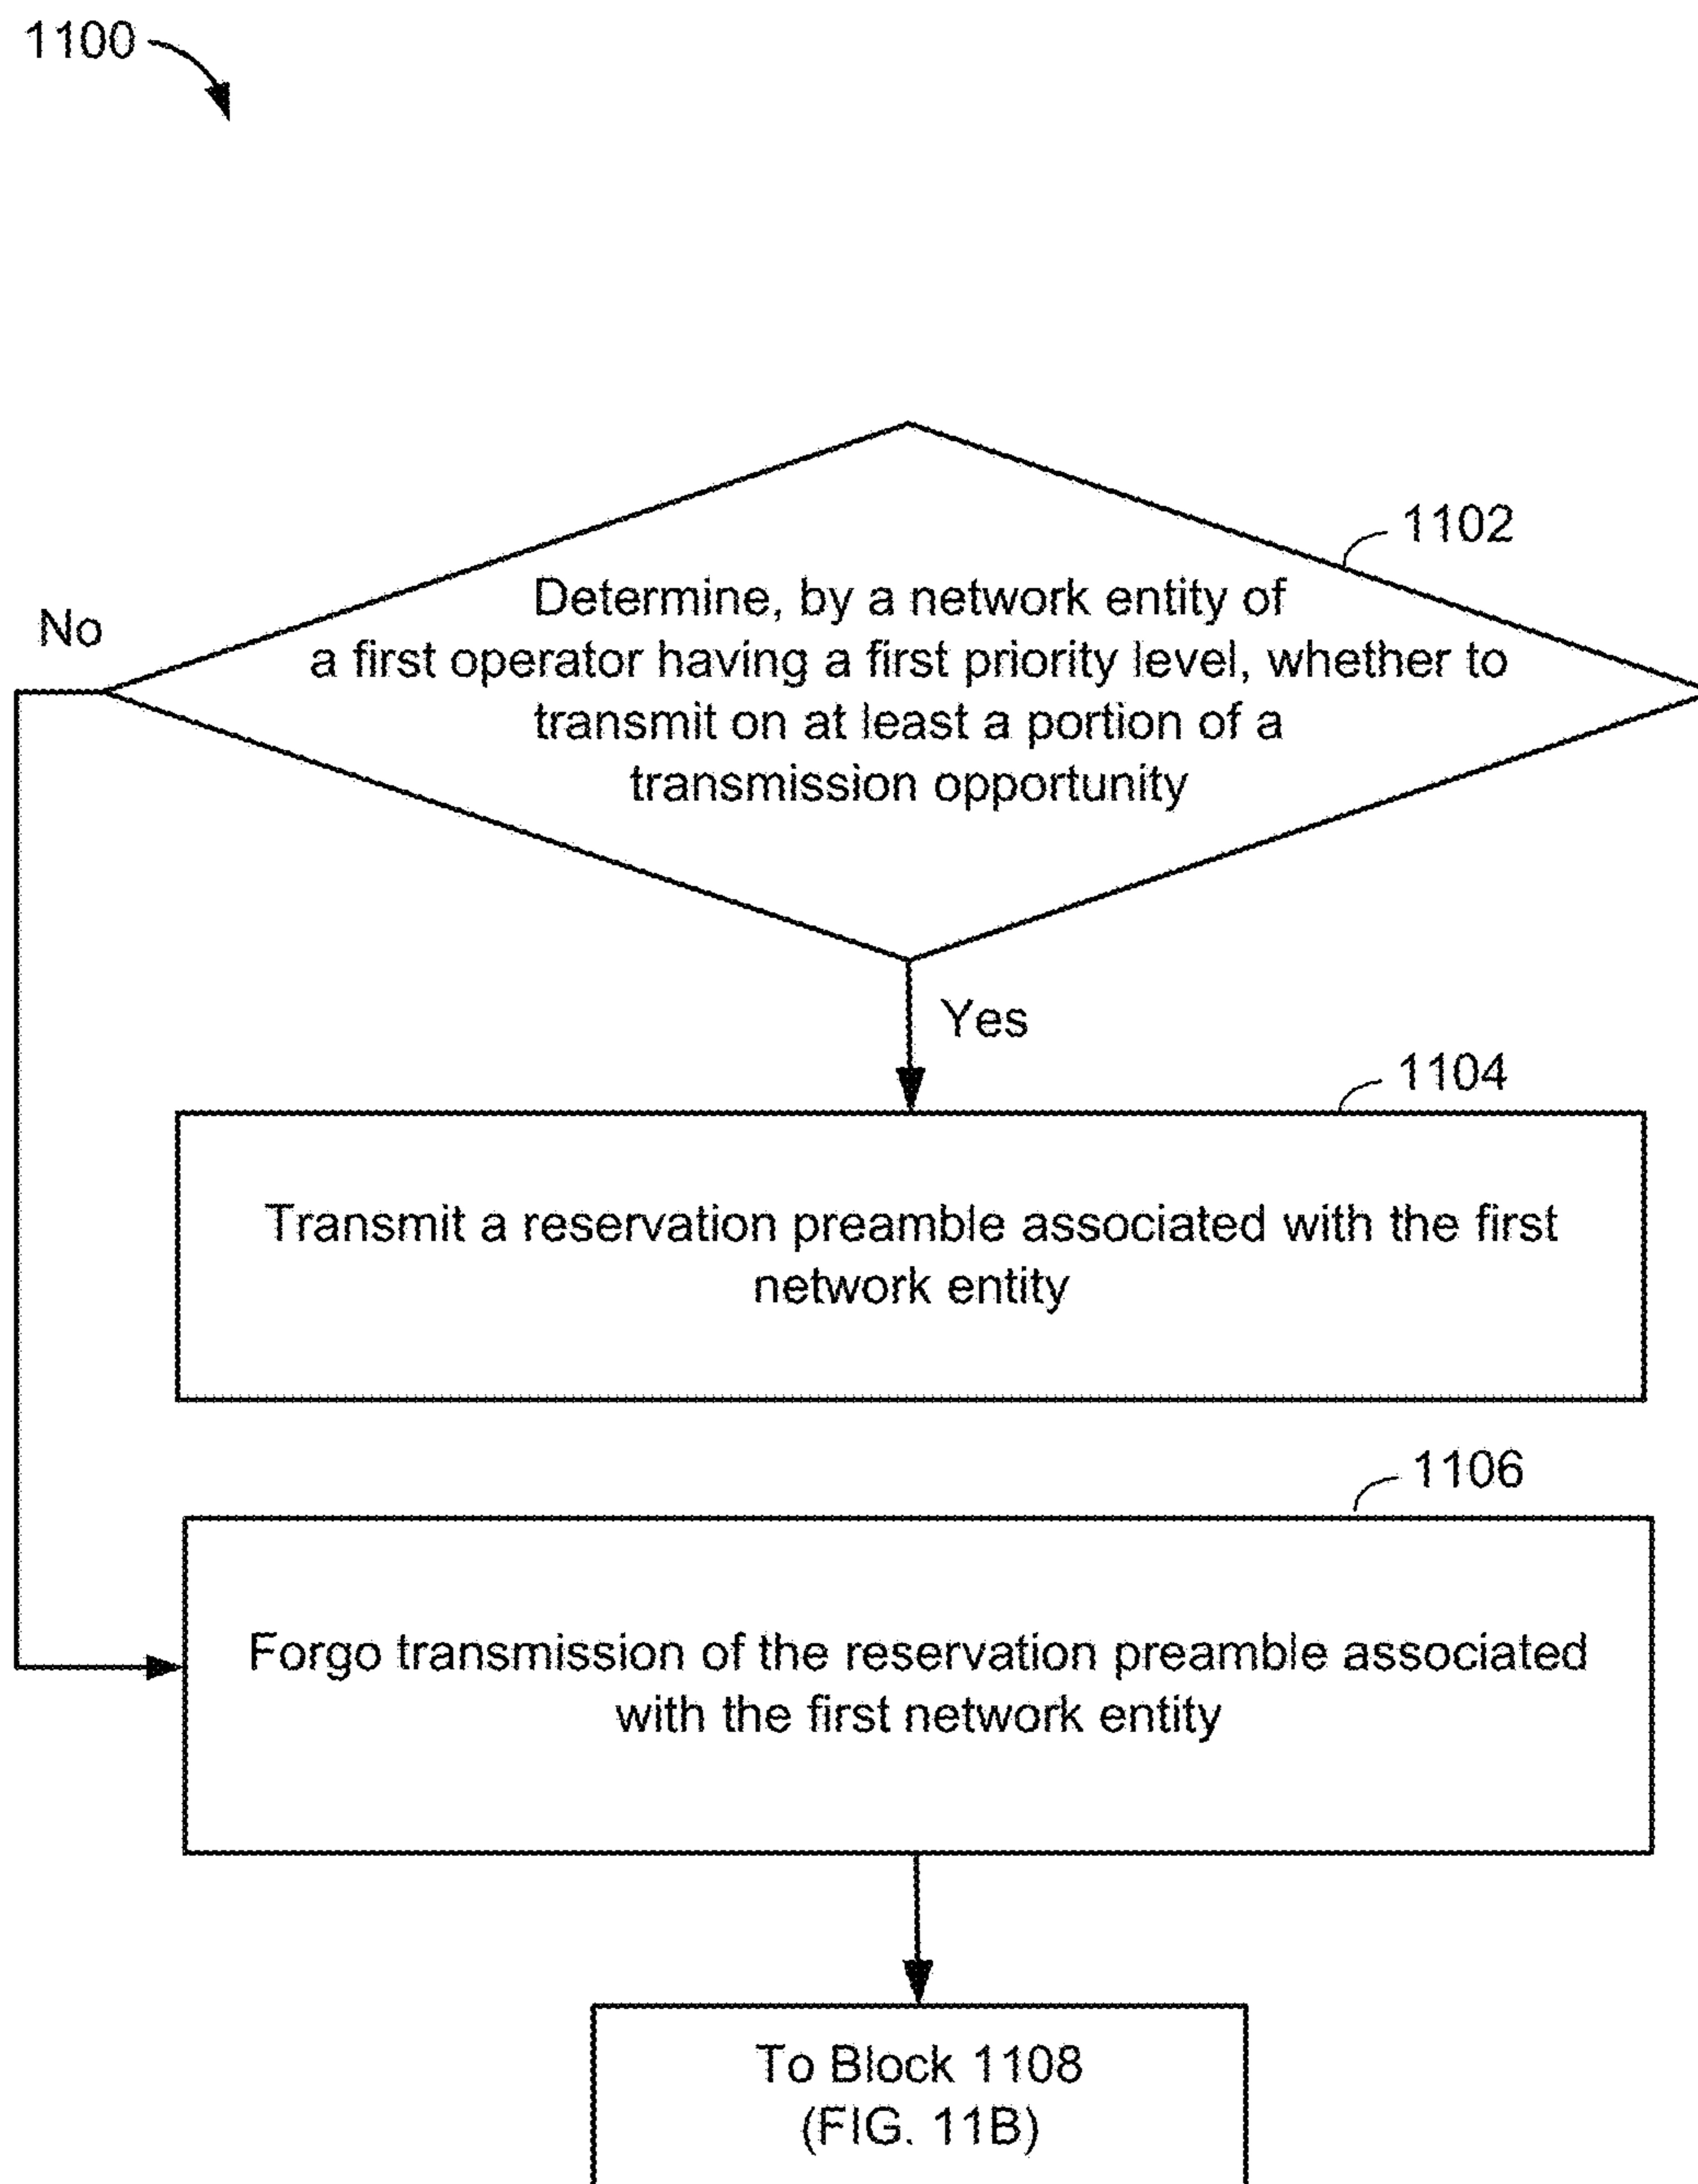 1100
1102
Determine, by a network entity of
a first operator having a first priority level, whether to
transmit on at least a portion of a
transmission opportunity
No
Yes
1104
Transmit a reservation preamble associated with the first
network entity
1106
Forgo transmission of the reservation preamble associated
with the first network entity
To Block 1108
(FIG. 11B)